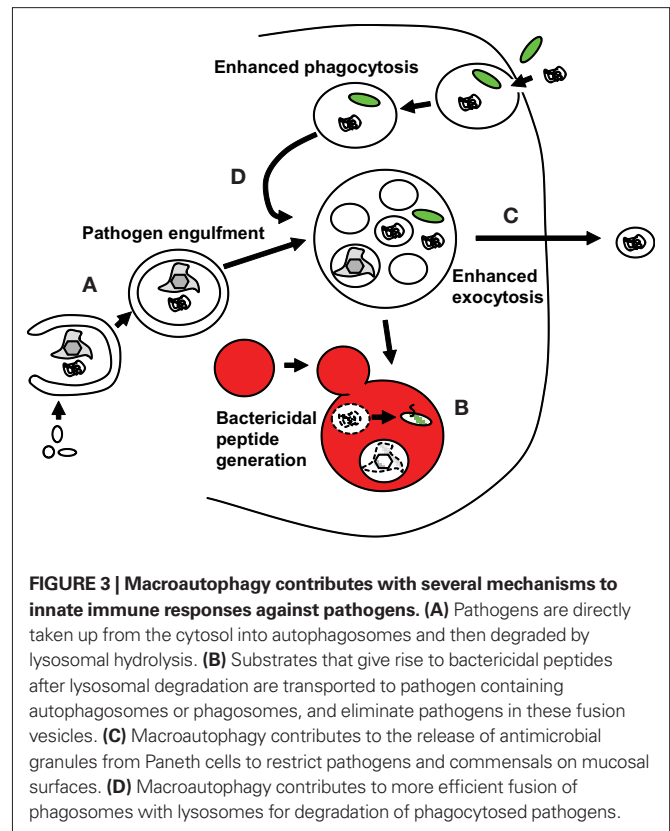 Enhanced phagocytosis
D
C
Pathogen engulfment
A
Enhanced
exocytosis
B
Bactericidal
peptide
generation
FIGURE 3 | Macroautophagy contributes with several mechanisms to
innate immune responses against pathogens. (A) Pathogens are directly
taken up from the cytosol into autophagosomes and then degraded by
lysosomal hydrolysis. (B) Substrates that give rise to bactericidal peptides
after lysosomal degradation are transported to pathogen containing
autophagosomes or phagosomes, and eliminate pathogens in these fusion
vesicles. (C) Macroautophagy contributes to the release of antimicrobial
granules from Paneth cells to restrict pathogens and commensals on mucosal
surfaces. (D) Macroautophagy contributes to more efficient fusion of
phagosomes with lysosomes for degradation of phagocytosed pathogens.